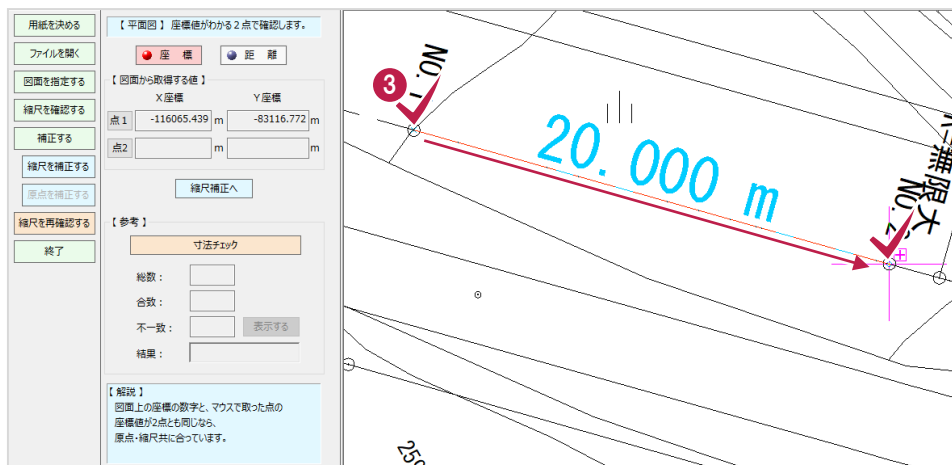 用紙を決める
ファイルを開く
図面を指定する
縮尺を確認する
補正する
縮尺を補正する
原点を補正する
縮尺を再確認する
終了
【 平面図 】 座標値がわかる２点で確認します。
座 標
距 離
【 図面から取得する値 】
X座標 Y座標
点１ -116065.439 m -83116.772 m
点2 m m
縮尺補正へ
【 参考 】
寸法チェック
総数：
合致：
不一致： 表示する
結果：
【 解説 】
図面上の座標の数字と、マウスで取った点の
座標値が2点とも同じなら、
原点・縮尺共に合っています。
3
20.000 m
=無限大